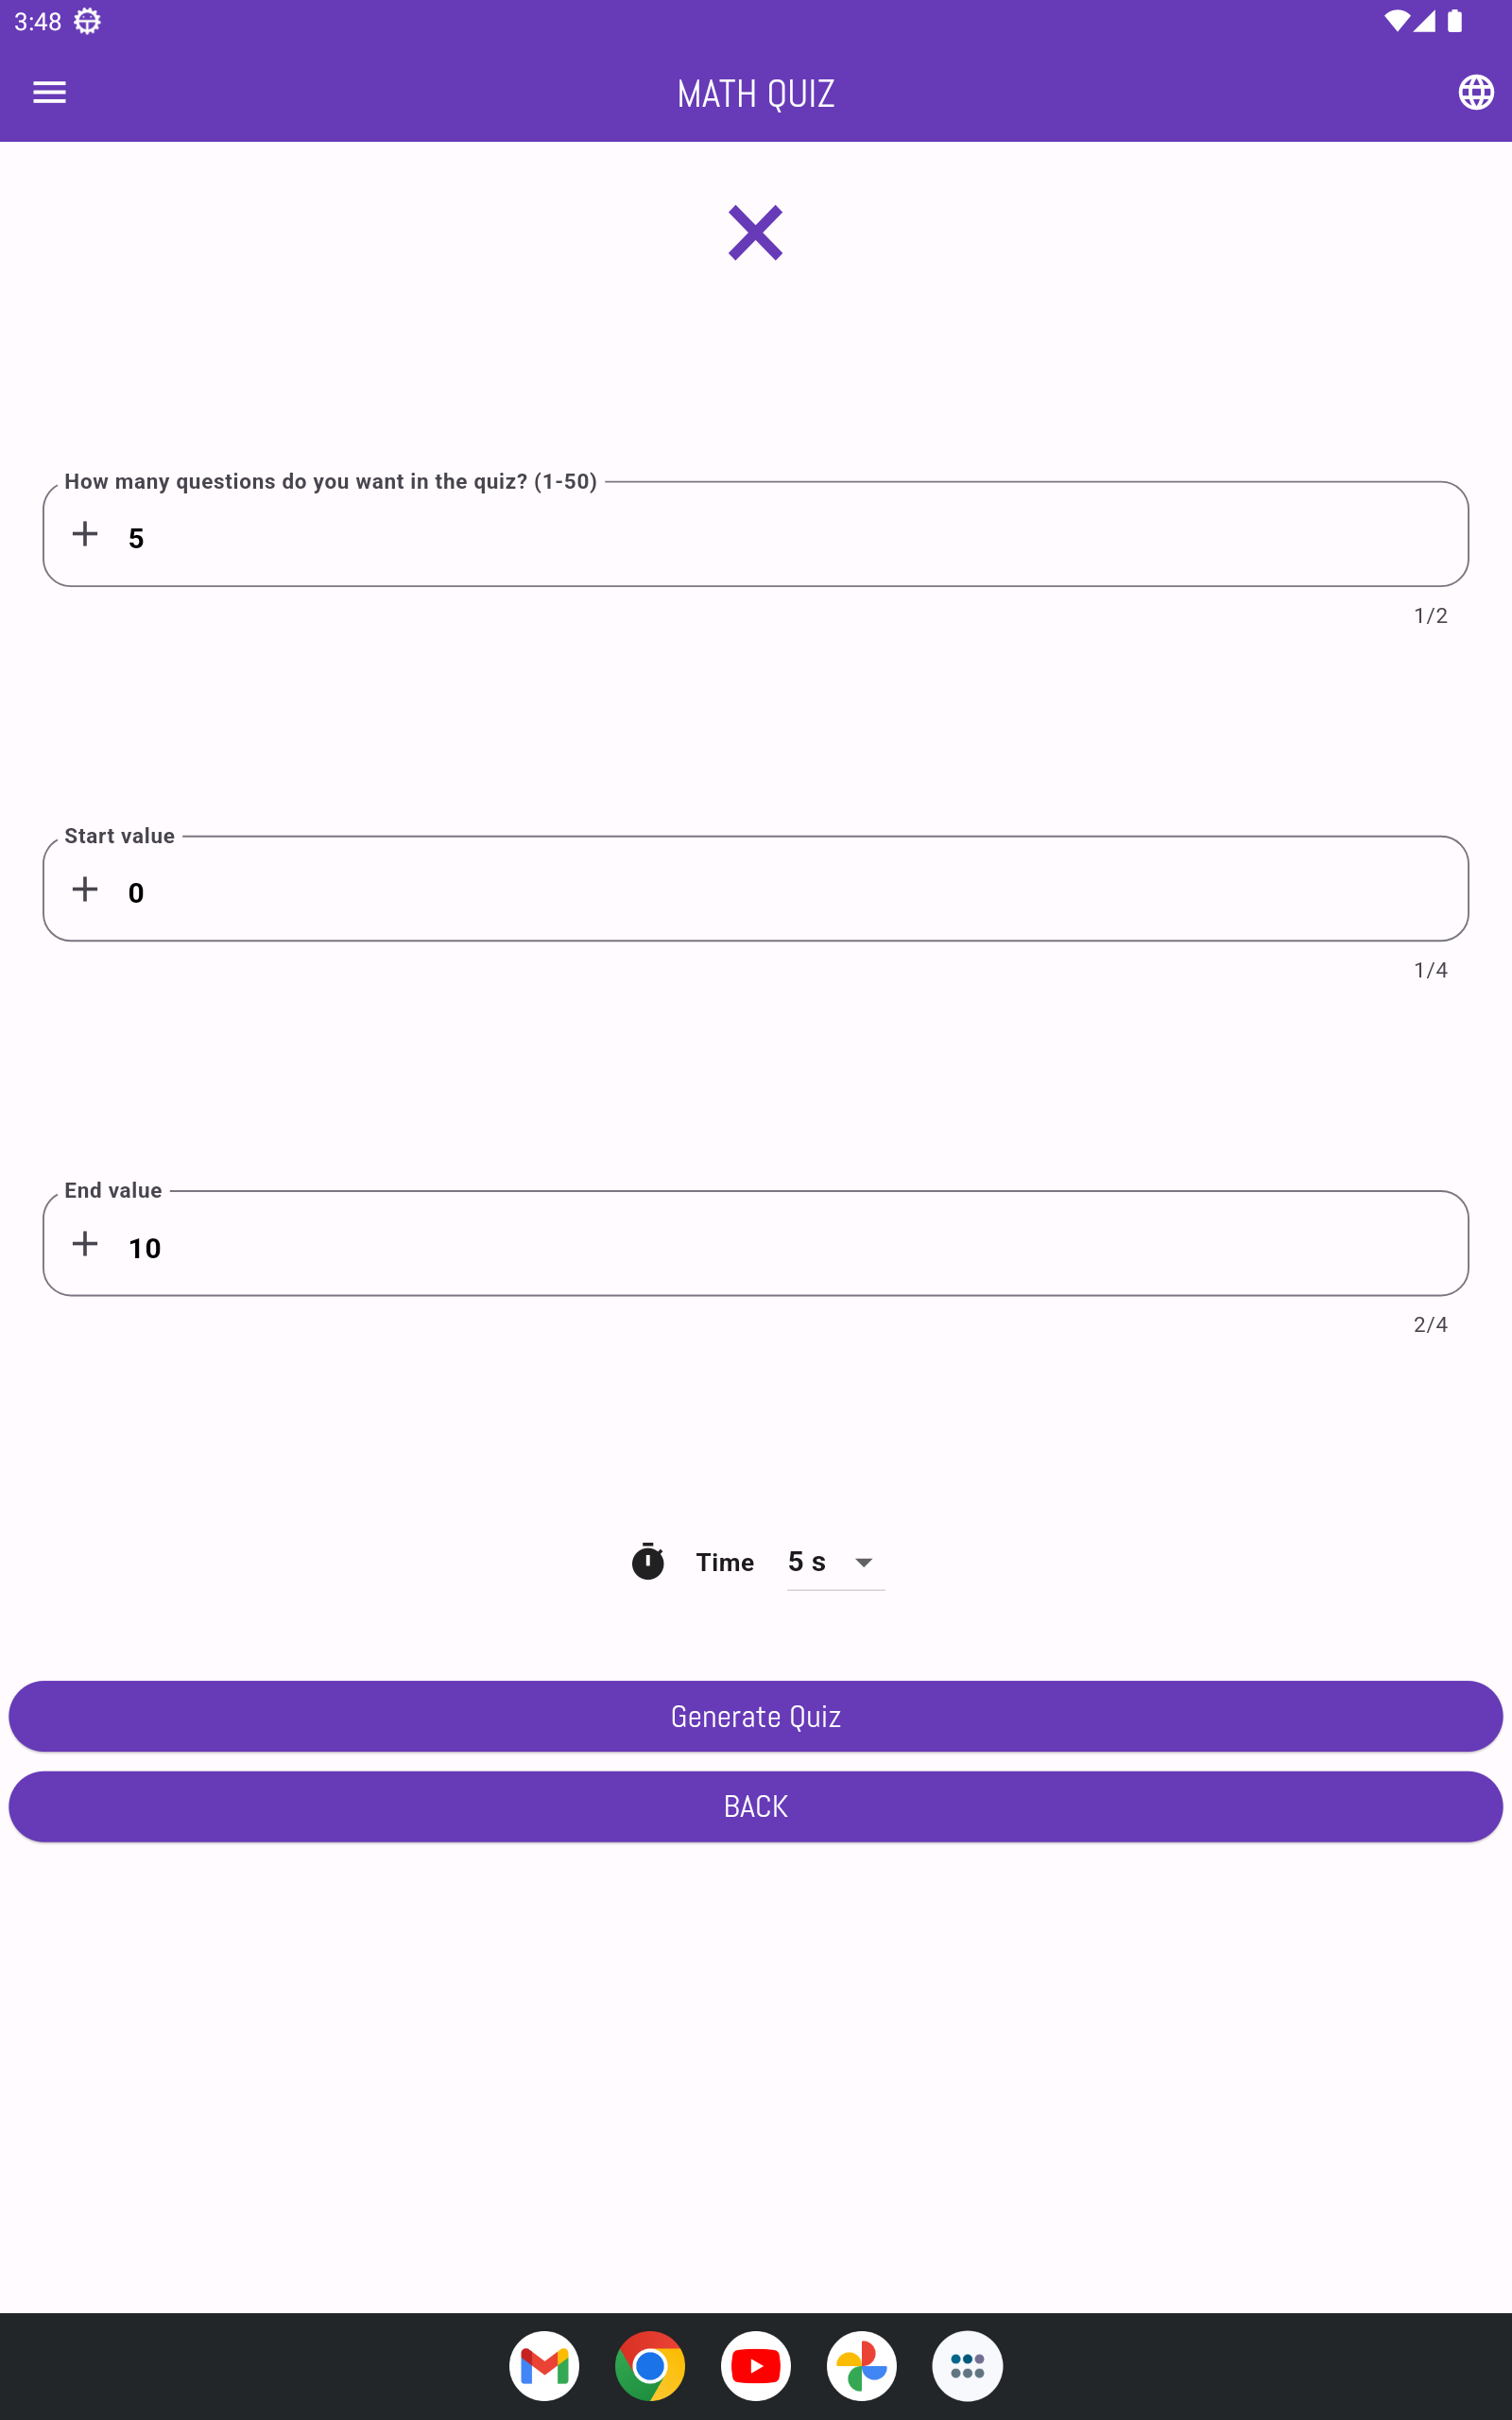 3:48
MATH QUIZ
How many questions do you want in the quiz? (1-50)
5
1/2
Start value
0
1/4
End value
10
2/4
Time 5 s
Generate Quiz
BACK